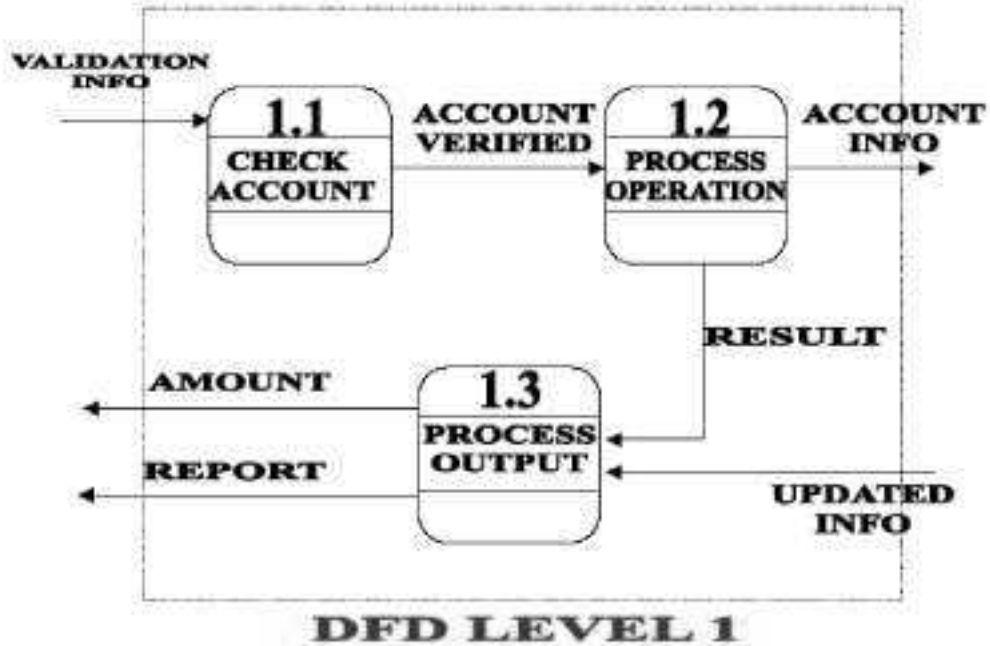 VALIDATION
INFO
1.1
CHECK
ACCOUNT
ACCOUNT
VERIFIED
1.2
PROCESS
OPERATION
ACCOUNT
INFO
RESULT
AMOUNT
1.3
PROCESS
OUTPUT
REPORT
UPDATED
INFO
DFD LEVEL 1